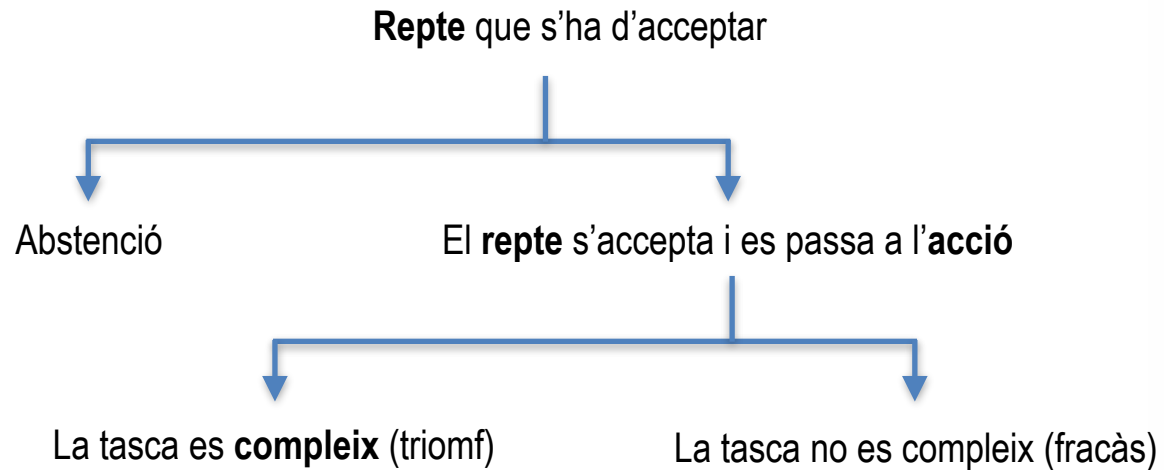 Repte que s’ha d’acceptar
Abstenció
El repte s’accepta i es passa a l’acció
La tasca es compleix (triomf)
La tasca no es compleix (fracàs)